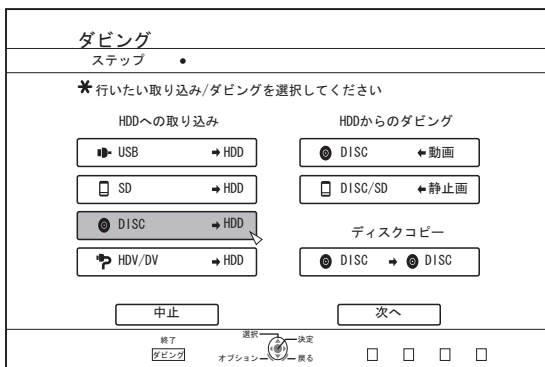 ダビング
ステップ ●
*行いたい取り込み/ダビングを選択してください
HDDへの取り込み
USB ➡ HDD
SD ➡ HDD
DISC ➡ HDD
HDV/DV ➡ HDD
HDDからのダビング
DISC ⬅ 動画
DISC/SD ⬅ 静止画
ディスクコピー
DISC ➡ DISC
中止
次へ
終了
ダビング
選択
決定
オプション
戻る